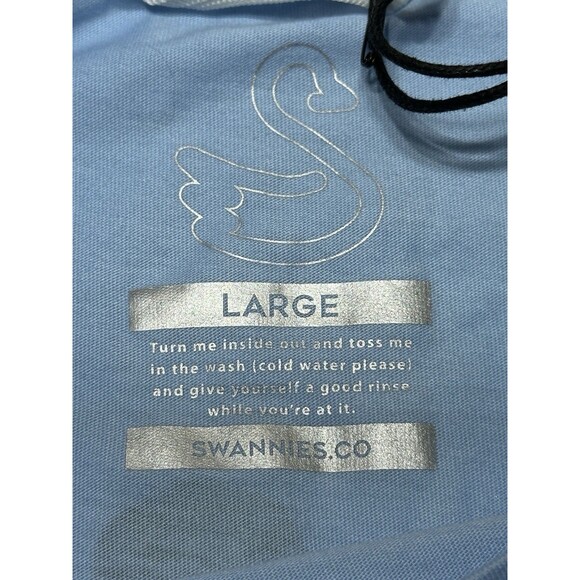 LARGE
Turn me inside out and toss me
in the wash (cold water please)
and give yourself a good rinse
while you're at it.
SWANNIES.CO